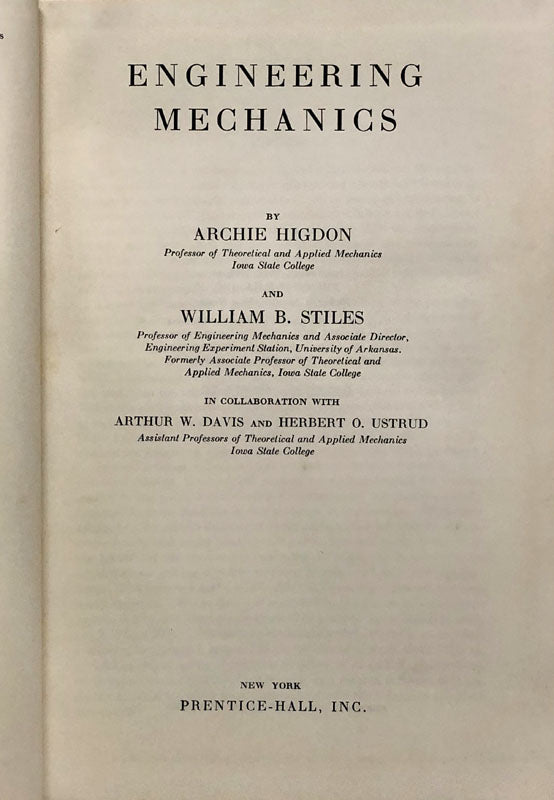 s
ENGINEERING
MECHANICS
BY
ARCHIE HIGDON
Professor of Theoretical and Applied Mechanics
Iowa State College
AND
WILLIAM B. STILES
Professor of Engineering Mechanics and Associate Director,
Engineering Experiment Station, University of Arkansas.
Formerly Associate Professor of Theoretical and
Applied Mechanics, Iowa State College
IN COLLABORATION WITH
ARTHUR W. DAVIS AND HERBERT O. USTRUD
Assistant Professors of Theoretical and Applied Mechanics
Iowa State College
NEW YORK
PRENTICE-HALL, INC.